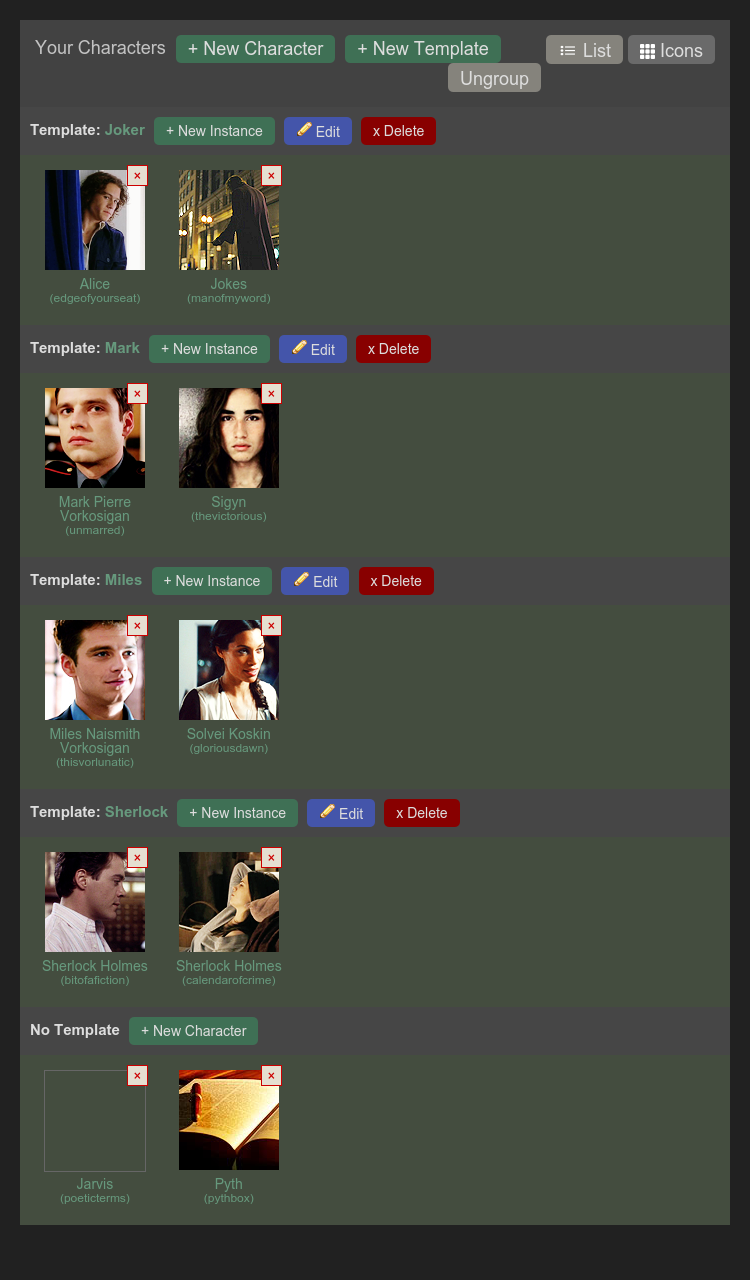 Your Characters + New Character + New Template List Icons
Ungroup
Template: Joker + New Instance Edit x Delete
× ×
Alice Jokes
(edgeofyourseat) (manofmyword)
Template: Mark + New Instance Edit x Delete
× ×
Mark Pierre Sigyn
Vorkosigan (thevictorious)
(unmarred)
Template: Miles + New Instance Edit x Delete
× ×
Miles Naismith Solvei Koskin
Vorkosigan (gloriousdawn)
(thisvorlunatic)
Template: Sherlock + New Instance Edit x Delete
× ×
Sherlock Holmes Sherlock Holmes
(bitofafiction) (calendarofcrime)
No Template + New Character
× ×
Jarvis Pyth
(poeticterms) (pythbox)